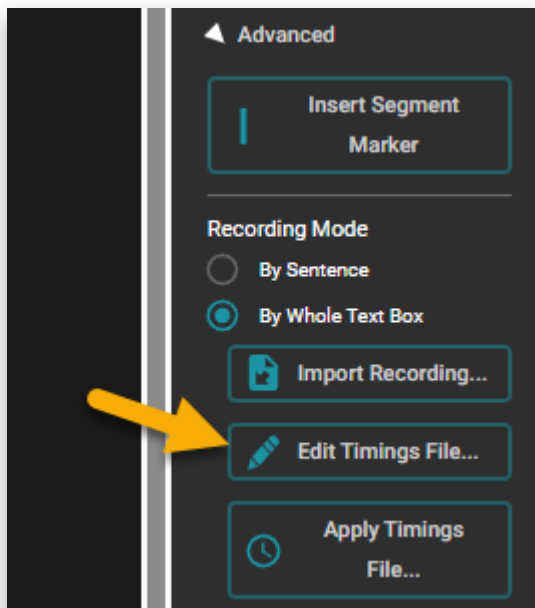 Advanced
Insert Segment
Marker
Recording Mode
By Sentence
By Whole Text Box
Import Recording...
Edit Timings File...
Apply Timings
File...